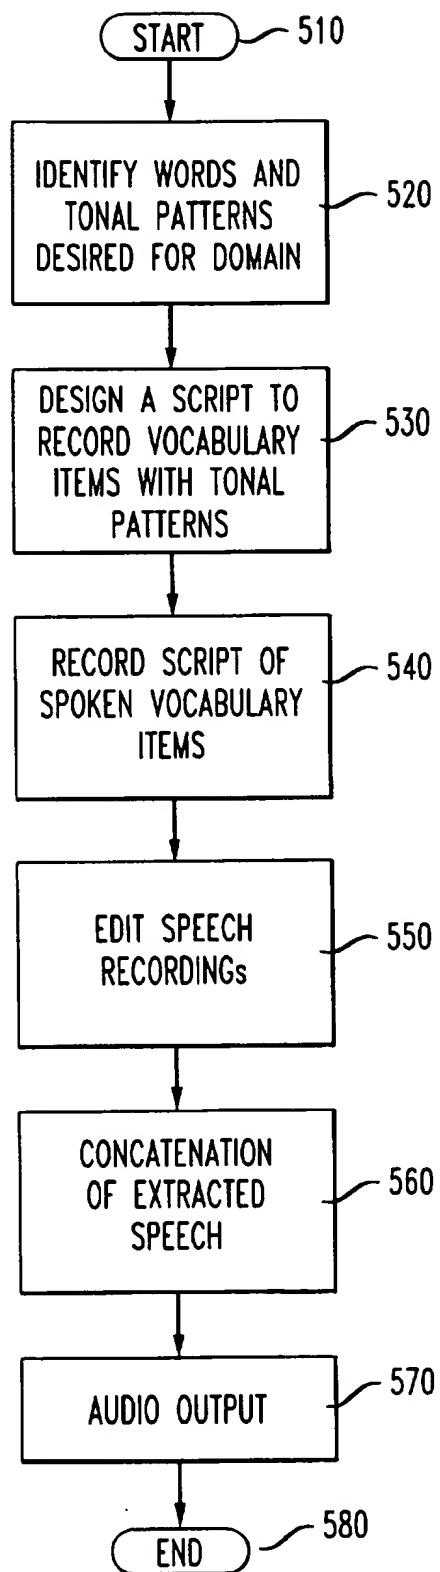 START
510
IDENTIFY WORDS AND
TONAL PATTERNS
DESIRED FOR DOMAIN
520
DESIGN A SCRIPT TO
RECORD VOCABULARY
ITEMS WITH TONAL
PATTERNS
530
RECORD SCRIPT OF
SPOKEN VOCABULARY
ITEMS
540
EDIT SPEECH
RECORDINGs
550
CONCATENATION
OF EXTRACTED
SPEECH
560
AUDIO OUTPUT
570
END
580